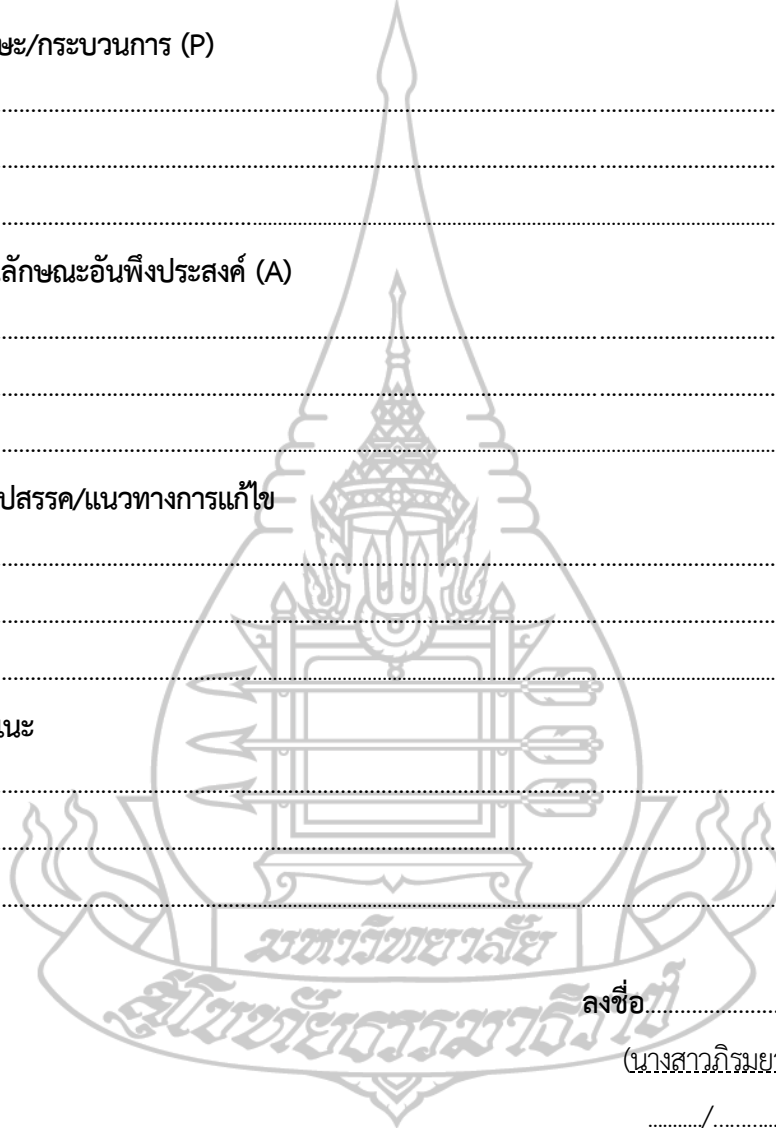 ษะ/กระบวนการ (P)
ลักษณะอันพึงประสงค์ (A)
ปสรรค/แนวทางการแก้ไข
แนะ
มหาวิทยาลัย
สุโขทัยธรรมาธิราช
ลงชื่อ
(นางสาวภิรมยา
/